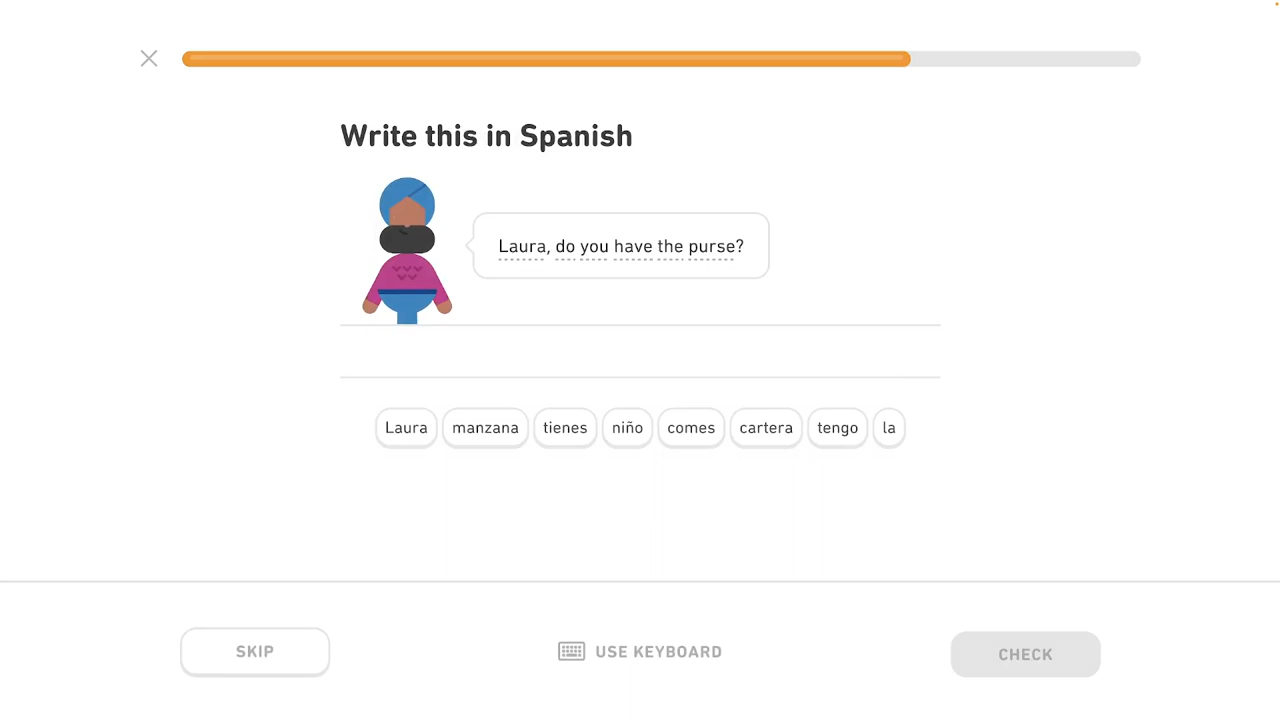 Write this in Spanish
Laura, do you have the purse?
Laura manzana tienes niño comes cartera tengo la
SKIP USE KEYBOARD CHECK